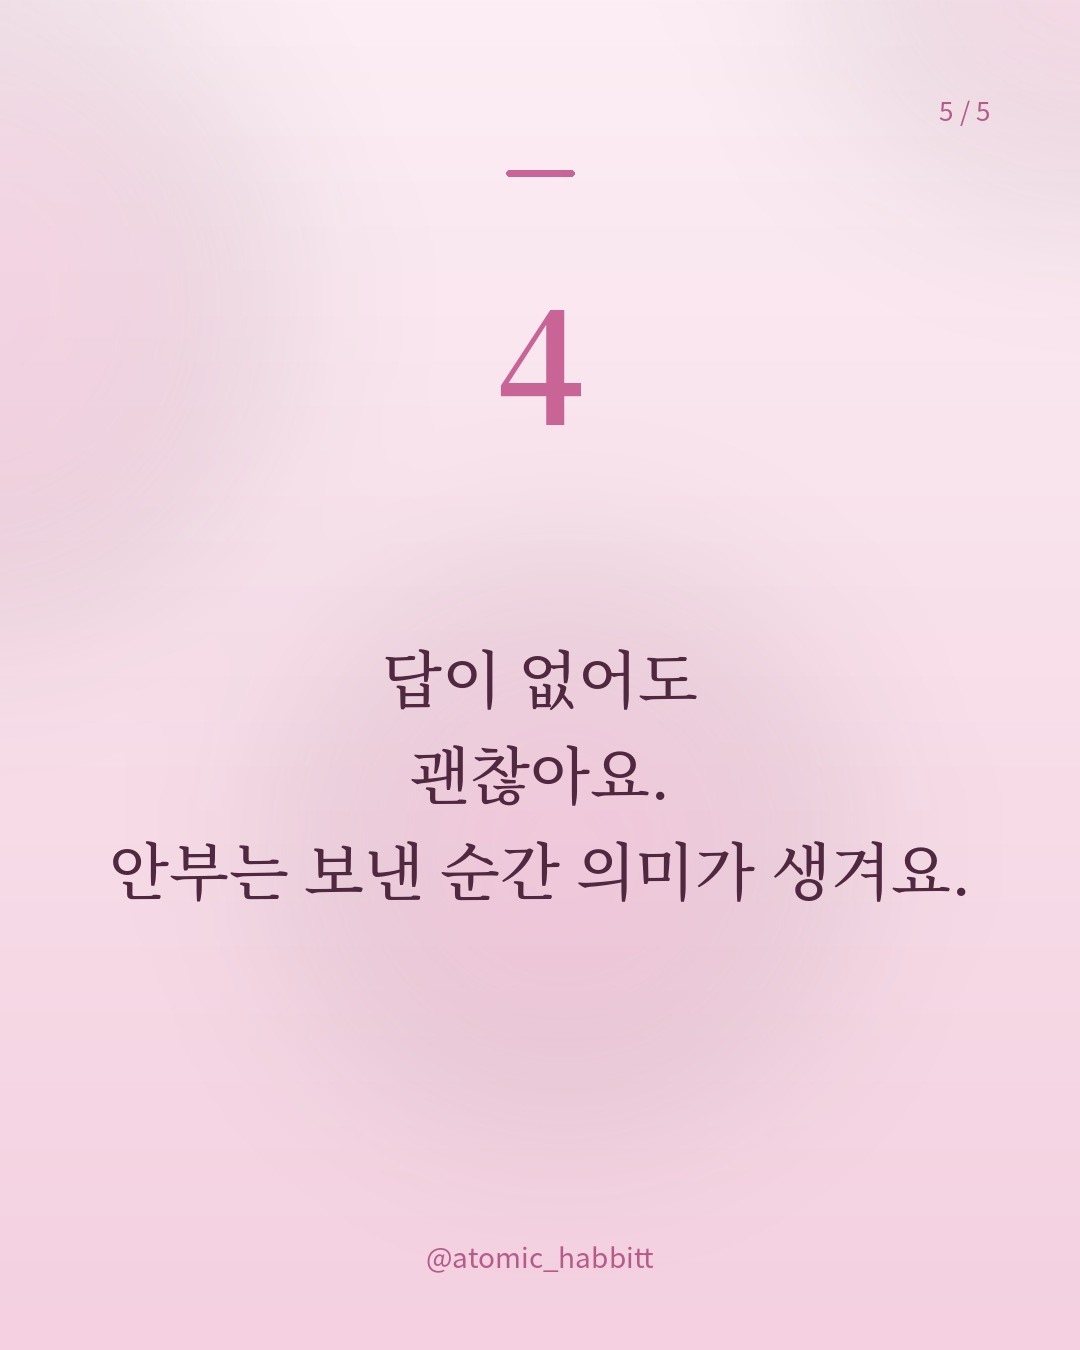 5 / 5
4
답이 없어도
괜찮아요.
안부는 보낸 순간 의미가 생겨요.
@atomic_habbitt